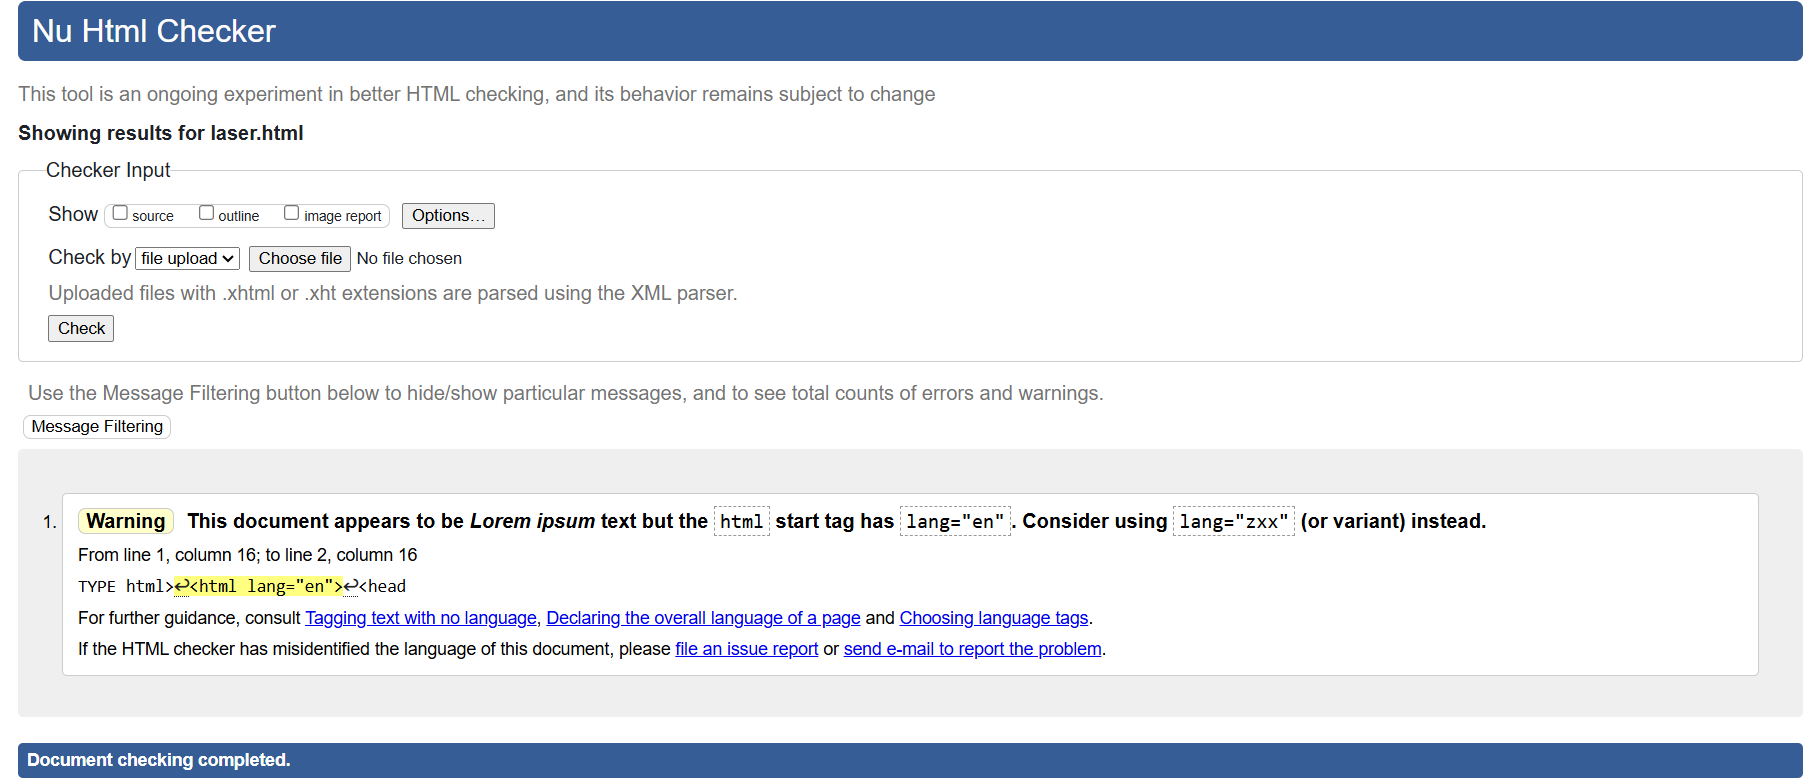 Nu Html Checker
This tool is an ongoing experiment in better HTML checking, and its behavior remains subject to change
Showing results for laser.html
Checker Input
Show source outline image report Options...
Check by file upload Choose file No file chosen
Uploaded files with .xhtml or .xht extensions are parsed using the XML parser.
Check
Use the Message Filtering button below to hide/show particular messages, and to see total counts of errors and warnings.
Message Filtering
1. Warning This document appears to be Lorem ipsum text but the html start tag has lang="en". Consider using lang="zxx" (or variant) instead.
From line 1, column 16; to line 2, column 16
TYPE html>↩<html lang="en">↩<head
For further guidance, consult Tagging text with no language, Declaring the overall language of a page and Choosing language tags.
If the HTML checker has misidentified the language of this document, please file an issue report or send e-mail to report the problem.
Document checking completed.